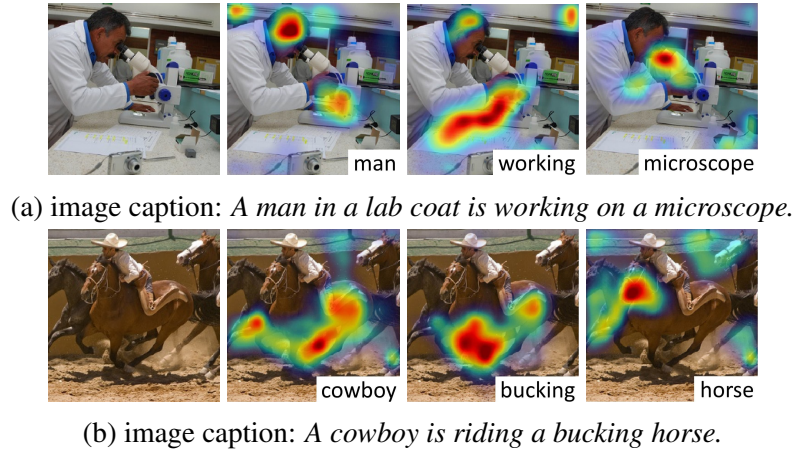 man
working
microscope
(a) image caption: A man in a lab coat is working on a microscope.
cowboy
bucking
horse
(b) image caption: A cowboy is riding a bucking horse.